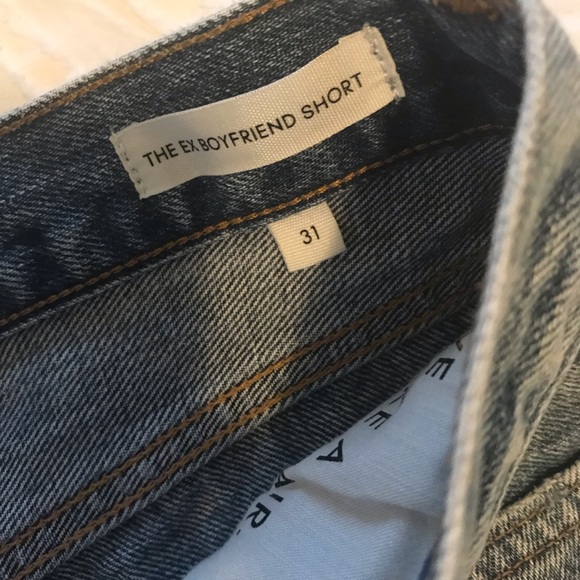 THE EX BOYFRIEND SHORT
31
A